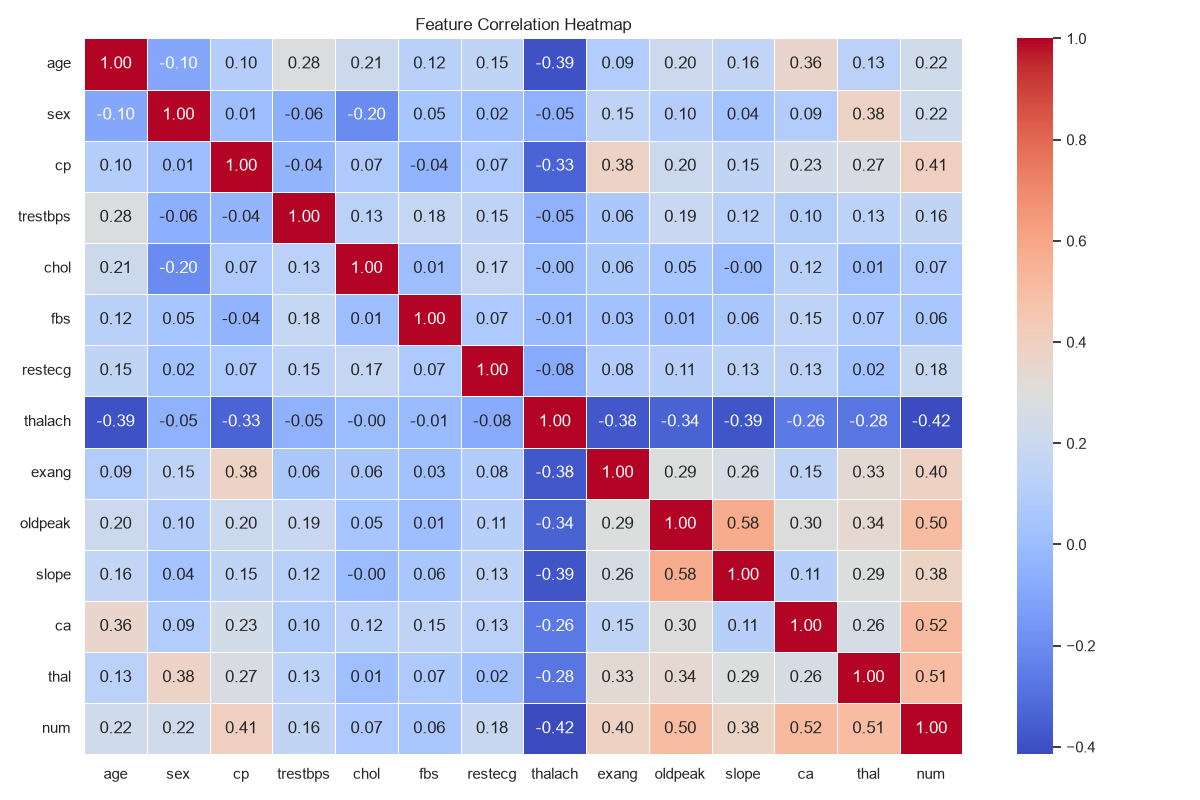 Feature Correlation Heatmap
age 1.00 -0.10 0.10 0.28 0.21 0.12 0.15 -0.39 0.09 0.20 0.16 0.36 0.13 0.22
sex -0.10 1.00 0.01 -0.06 -0.20 0.05 0.02 -0.05 0.15 0.10 0.04 0.09 0.38 0.22
cp 0.10 0.01 1.00 -0.04 0.07 -0.04 0.07 -0.33 0.38 0.20 0.15 0.23 0.27 0.41
trestbps 0.28 -0.06 -0.04 1.00 0.13 0.18 0.15 -0.05 0.06 0.19 0.12 0.10 0.13 0.16
chol 0.21 -0.20 0.07 0.13 1.00 0.01 0.17 -0.00 0.06 0.05 -0.00 0.12 0.01 0.07
fbs 0.12 0.05 -0.04 0.18 0.01 1.00 0.07 -0.01 0.03 0.01 0.06 0.15 0.07 0.06
restecg 0.15 0.02 0.07 0.15 0.17 0.07 1.00 -0.08 0.08 0.11 0.13 0.13 0.02 0.18
thalach -0.39 -0.05 -0.33 -0.05 -0.00 -0.01 -0.08 1.00 -0.38 -0.34 -0.39 -0.26 -0.28 -0.42
exang 0.09 0.15 0.38 0.06 0.06 0.03 0.08 -0.38 1.00 0.29 0.26 0.15 0.33 0.40
oldpeak 0.20 0.10 0.20 0.19 0.05 0.01 0.11 -0.34 0.29 1.00 0.58 0.30 0.34 0.50
slope 0.16 0.04 0.15 0.12 -0.00 0.06 0.13 -0.39 0.26 0.58 1.00 0.11 0.29 0.38
ca 0.36 0.09 0.23 0.10 0.12 0.15 0.13 -0.26 0.15 0.30 0.11 1.00 0.26 0.52
thal 0.13 0.38 0.27 0.13 0.01 0.07 0.02 -0.28 0.33 0.34 0.29 0.26 1.00 0.51
num 0.22 0.22 0.41 0.16 0.07 0.06 0.18 -0.42 0.40 0.50 0.38 0.52 0.51 1.00
age sex cp trestbps chol fbs restecg thalach exang oldpeak slope ca thal num
1.0
0.8
0.6
0.4
0.2
0.0
−0.2
−0.4